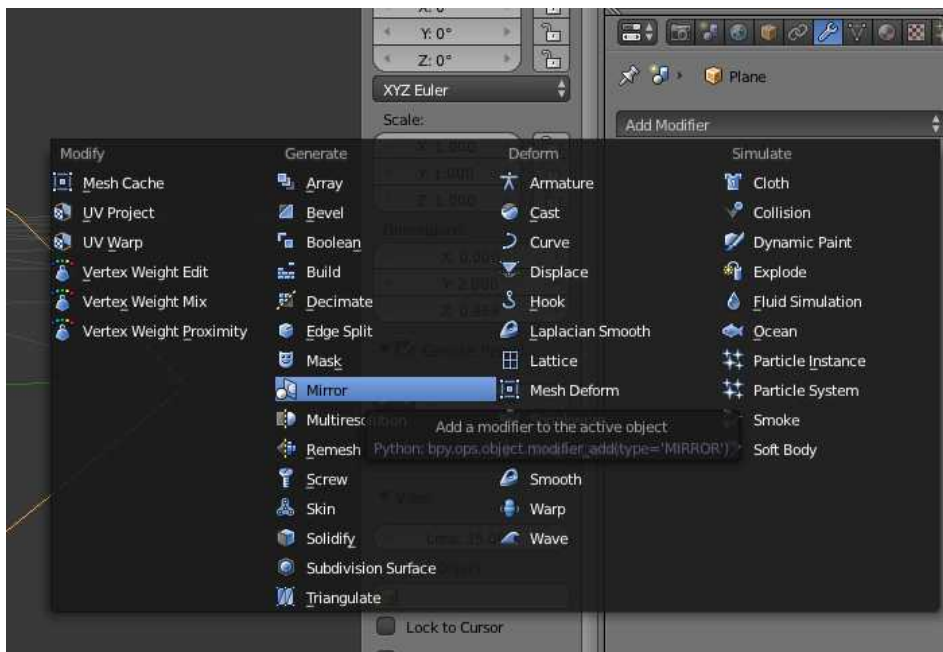 Y: 0°
Z: 0°
XYZ Euler
Scale:
Plane
Add Modifier
Modify
Mesh Cache
UV Project
UV Warp
Vertex Weight Edit
Vertex Weight Mix
Vertex Weight Proximity
Generate
Array
Bevel
Boolean
Build
Decimate
Edge Split
Mask
Mirror
Multiresolution
Remesh
Screw
Skin
Solidify
Subdivision Surface
Triangulate
Deform
Armature
Cast
Curve
Displace
Hook
Laplacian Smooth
Lattice
Mesh Deform
Smooth
Warp
Wave
Simulate
Cloth
Collision
Dynamic Paint
Explode
Fluid Simulation
Ocean
Particle Instance
Particle System
Smoke
Soft Body
Add a modifier to the active object
Python: bpy.ops.object.modifier_add(type='MIRROR')
Lock to Cursor